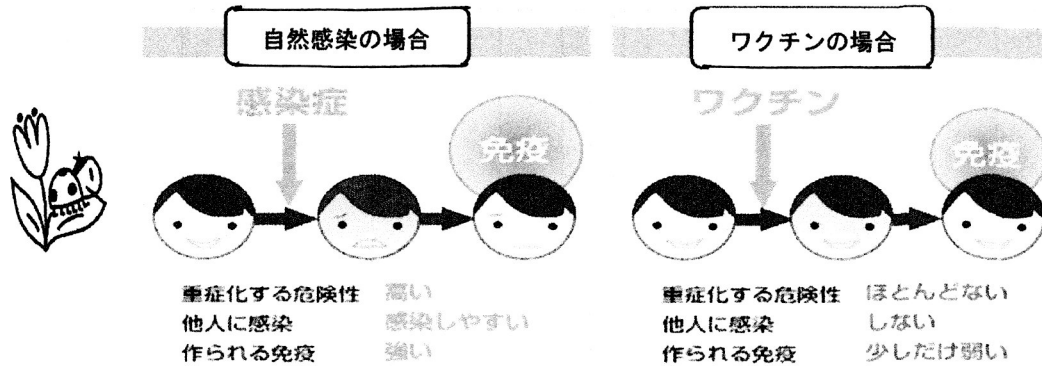 自然感染の場合
感染症
免疫
重症化する危険性 高い
他人に感染 感染しやすい
作られる免疫 強い
ワクチンの場合
ワクチン
免疫
重症化する危険性 ほとんどない
他人に感染 しない
作られる免疫 少しだけ弱い